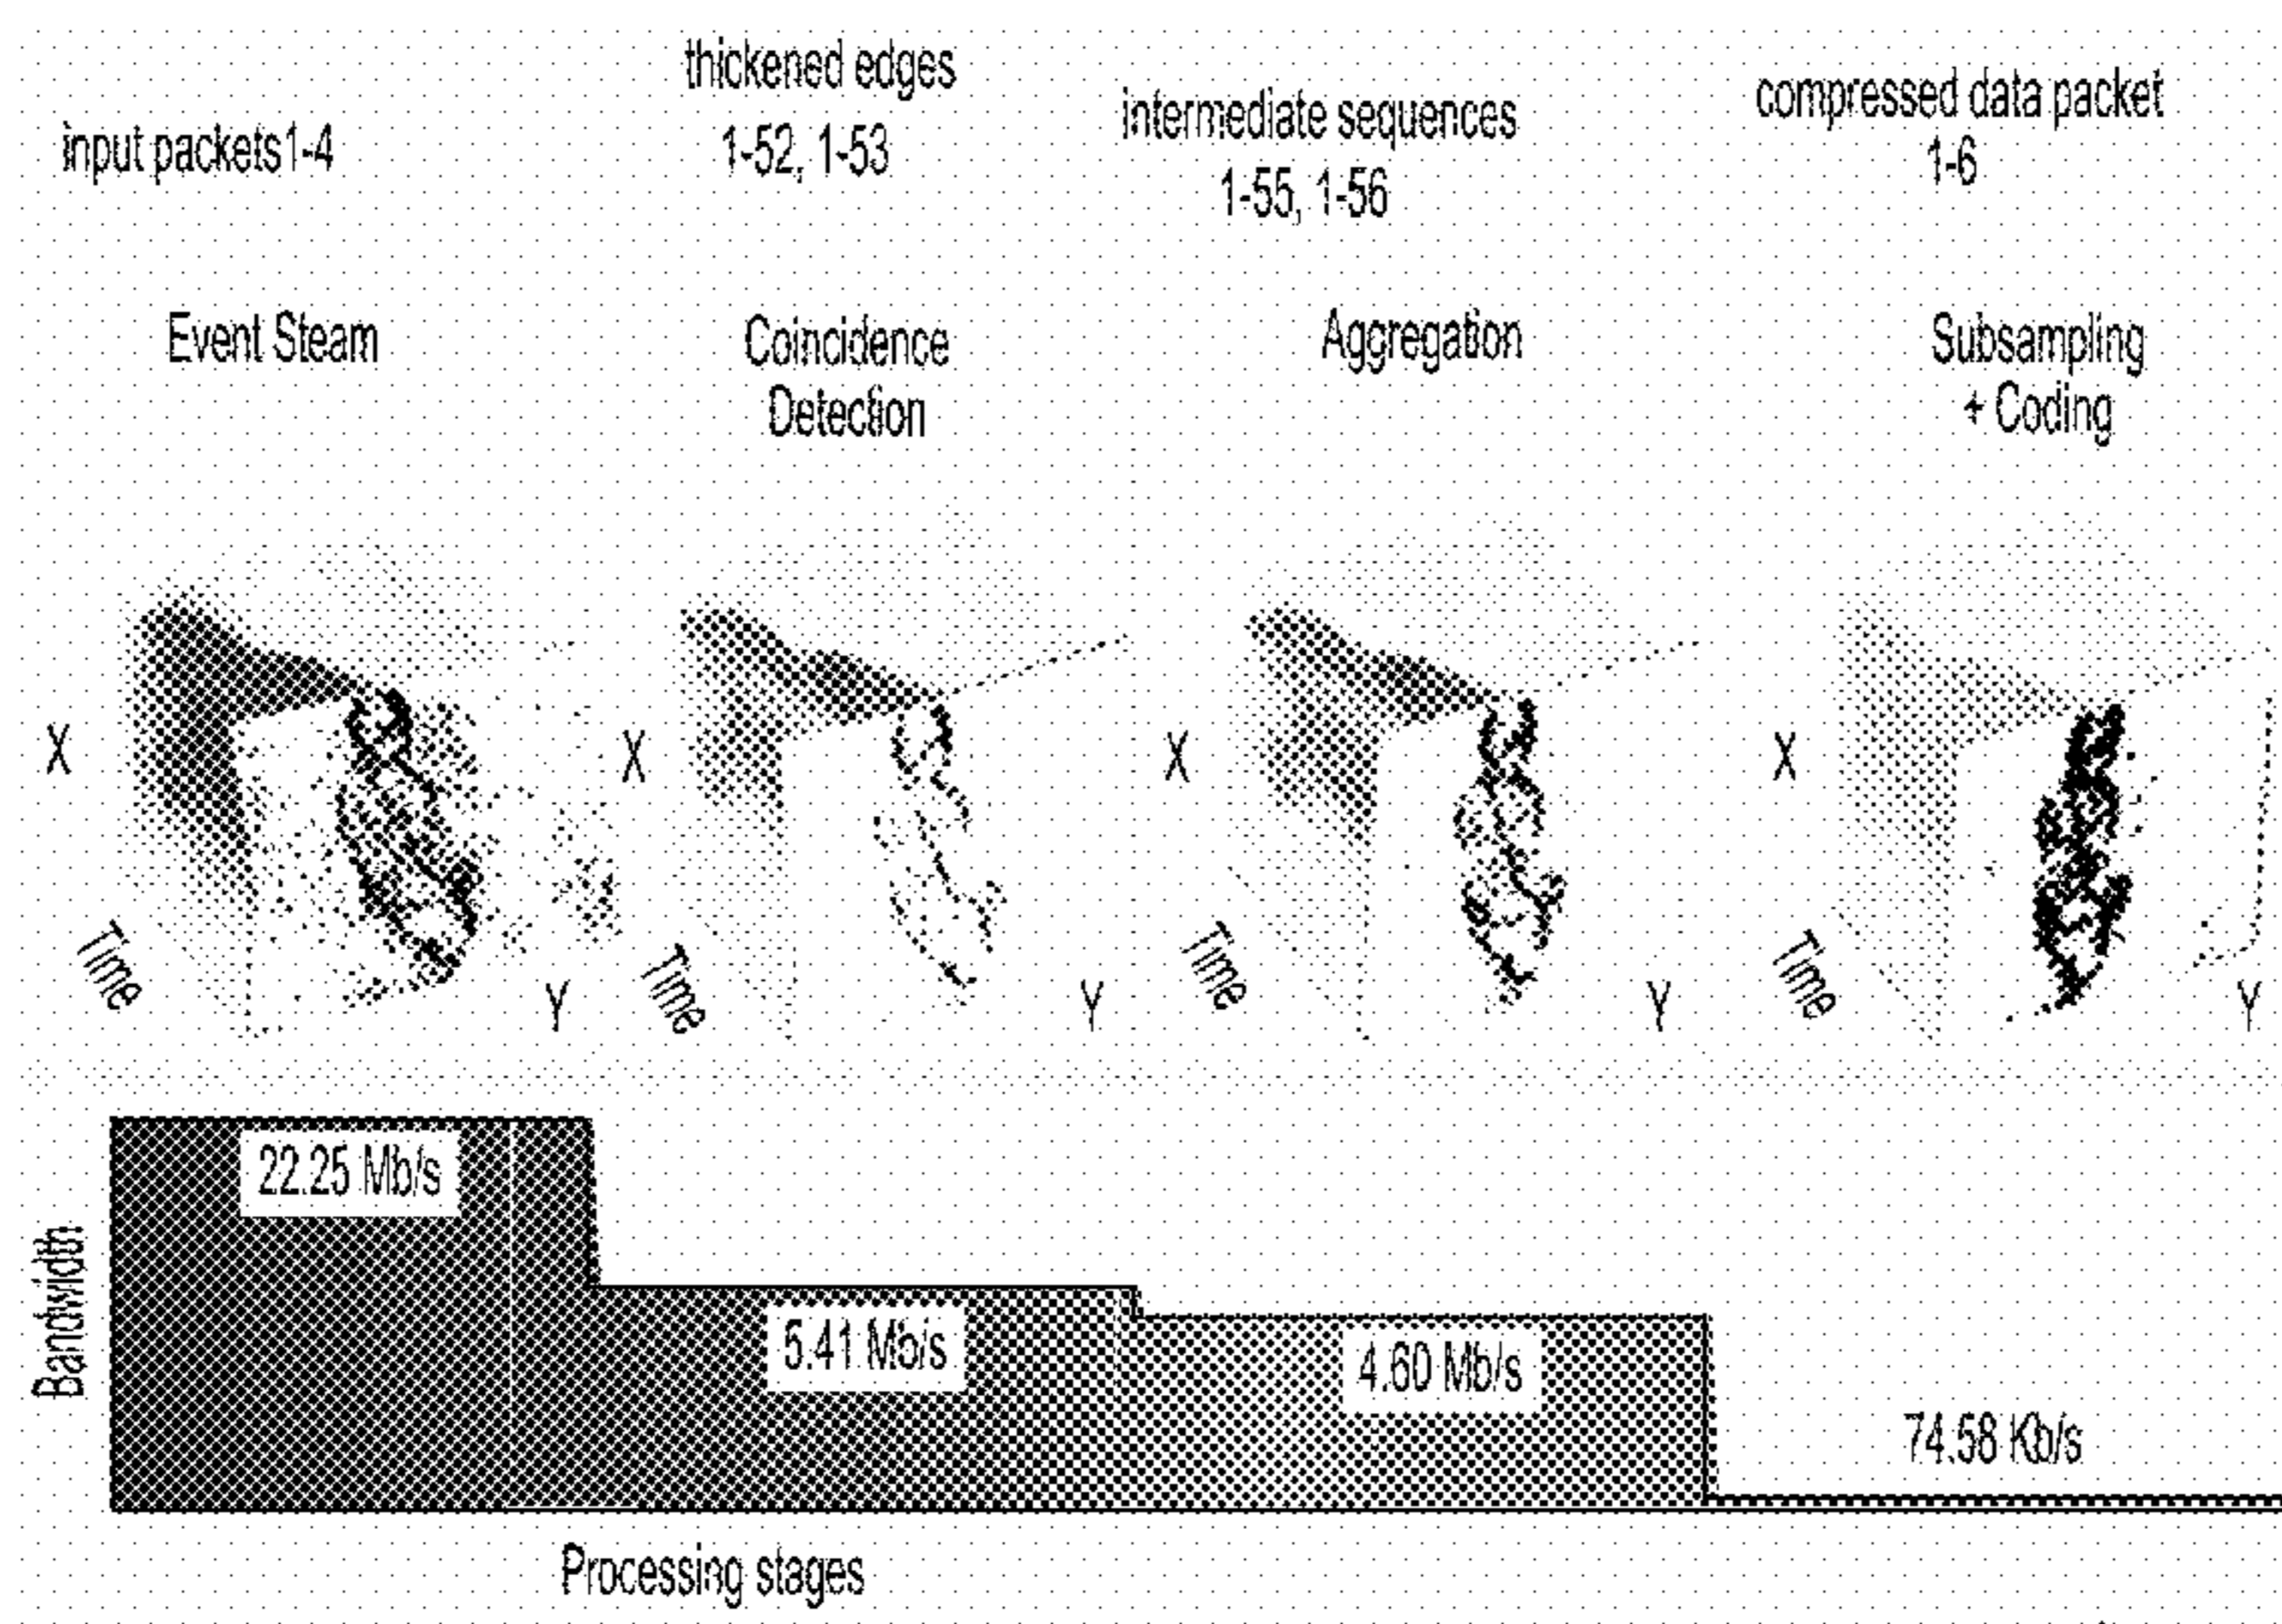 input packets1-4
thickened edges
1-52, 1-53
intermediate sequences
1-55, 1-56
compressed data packet
1-6
Event Steam
Coincidence
Detection
Aggregation
Subsampling
+ Coding
X
Time
Y
X
Time
Y
X
Time
Y
X
Time
Y
Bandwidth
22.25 Mb/s
5.41 Mb/s
4.60 Mb/s
74.58 Kb/s
Processing stages